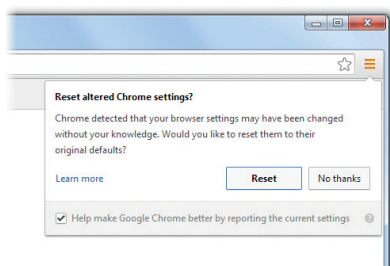 Reset altered Chrome settings?
Chrome detected that your browser settings may have been changed
without your knowledge. Would you like to reset them to their
original defaults?
Learn more Reset No thanks
Help make Google Chrome better by reporting the current settings ?